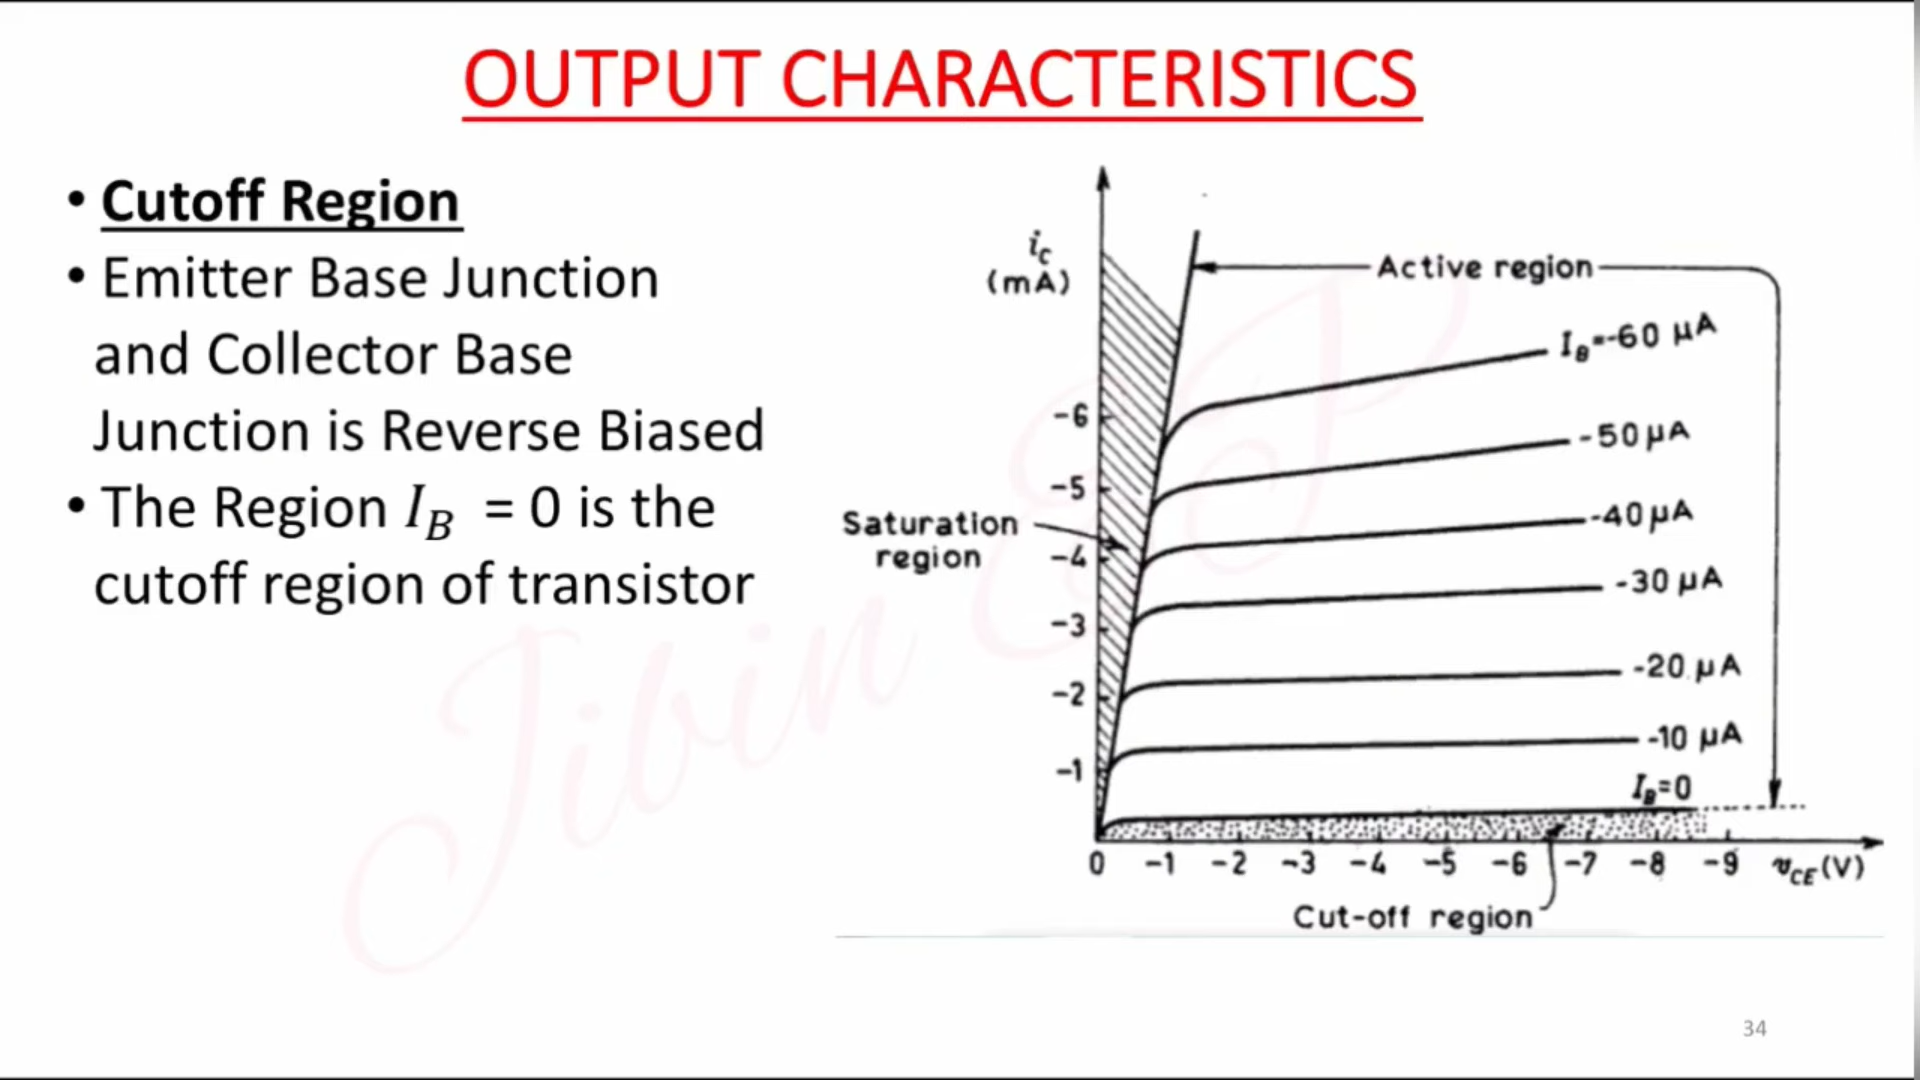 OUTPUT CHARACTERISTICS
• Cutoff Region
• Emitter Base Junction
and Collector Base
Junction is Reverse Biased
• The Region I_B = 0 is the
cutoff region of transistor
i_C
(mA)
Active region
I_B=-60 µA
-6
-50 µA
-5
-40 µA
Saturation
region
-4
-30 µA
-3
-20 µA
-2
-10 µA
-1
I_B=0
0 -1 -2 -3 -4 -5 -6 -7 -8 -9 v_CE (V)
Cut-off region
Jibin EP
34